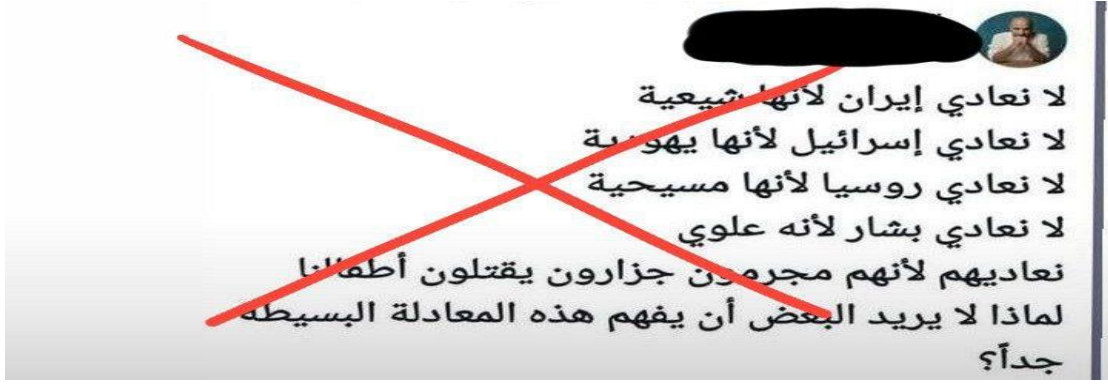 لا نعادي إيران لأنها شيعية
لا نعادي إسرائيل لأنها يهودية
لا نعادي روسيا لأنها مسيحية
لا نعادي بشار لأنه علوي
نعاديهم لأنهم مجرمون جزارون يقتلون أطفالنا
لماذا لا يريد البعض أن يفهم هذه المعادلة البسيطة
جداً؟